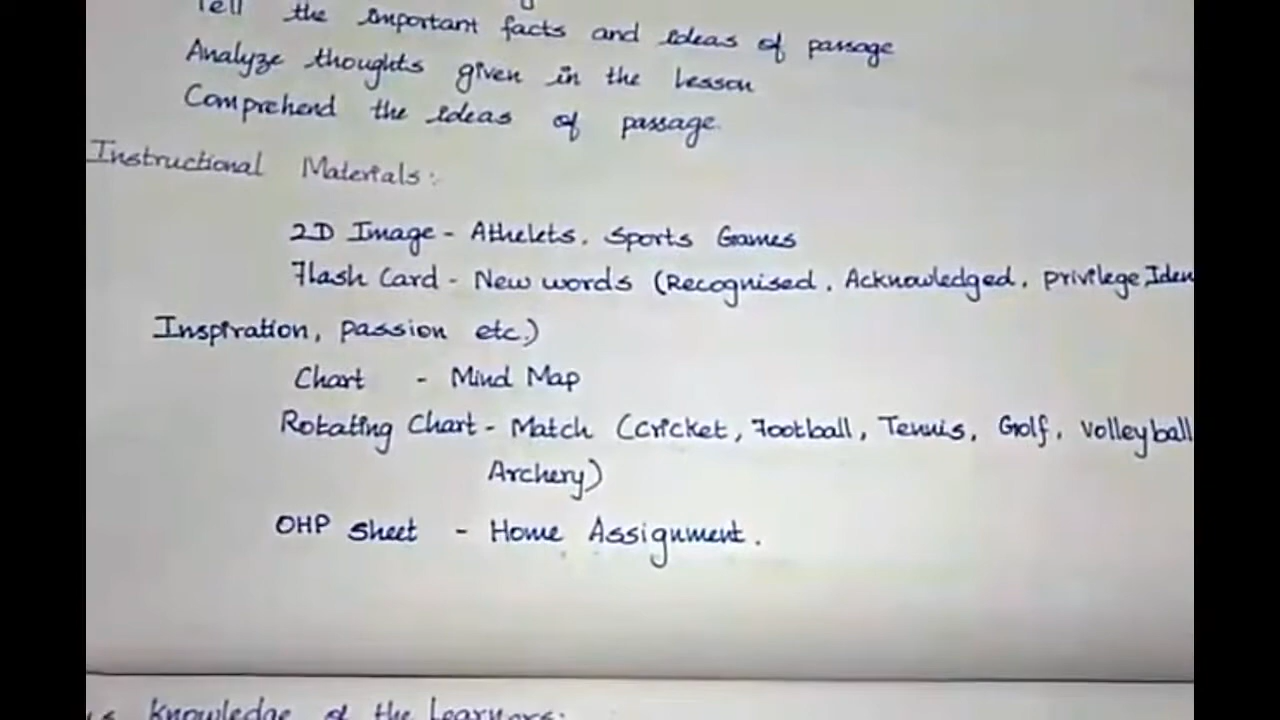 Tell the important facts and ideas of passage
Analyze thoughts given in the Lesson
Comprehend the ideas of passage.
Instructional Materials:
2D Image - Athelets, Sports Games
Flash Card - New words (Recognised, Acknowledged, privilege, Iden
Inspiration, passion etc.)
Chart - Mind Map
Rotating Chart - Match (Cricket, Football, Tennis, Golf, Volleyball
Archery)
OHP Sheet - Home Assignment.
knowledge of the Learners: